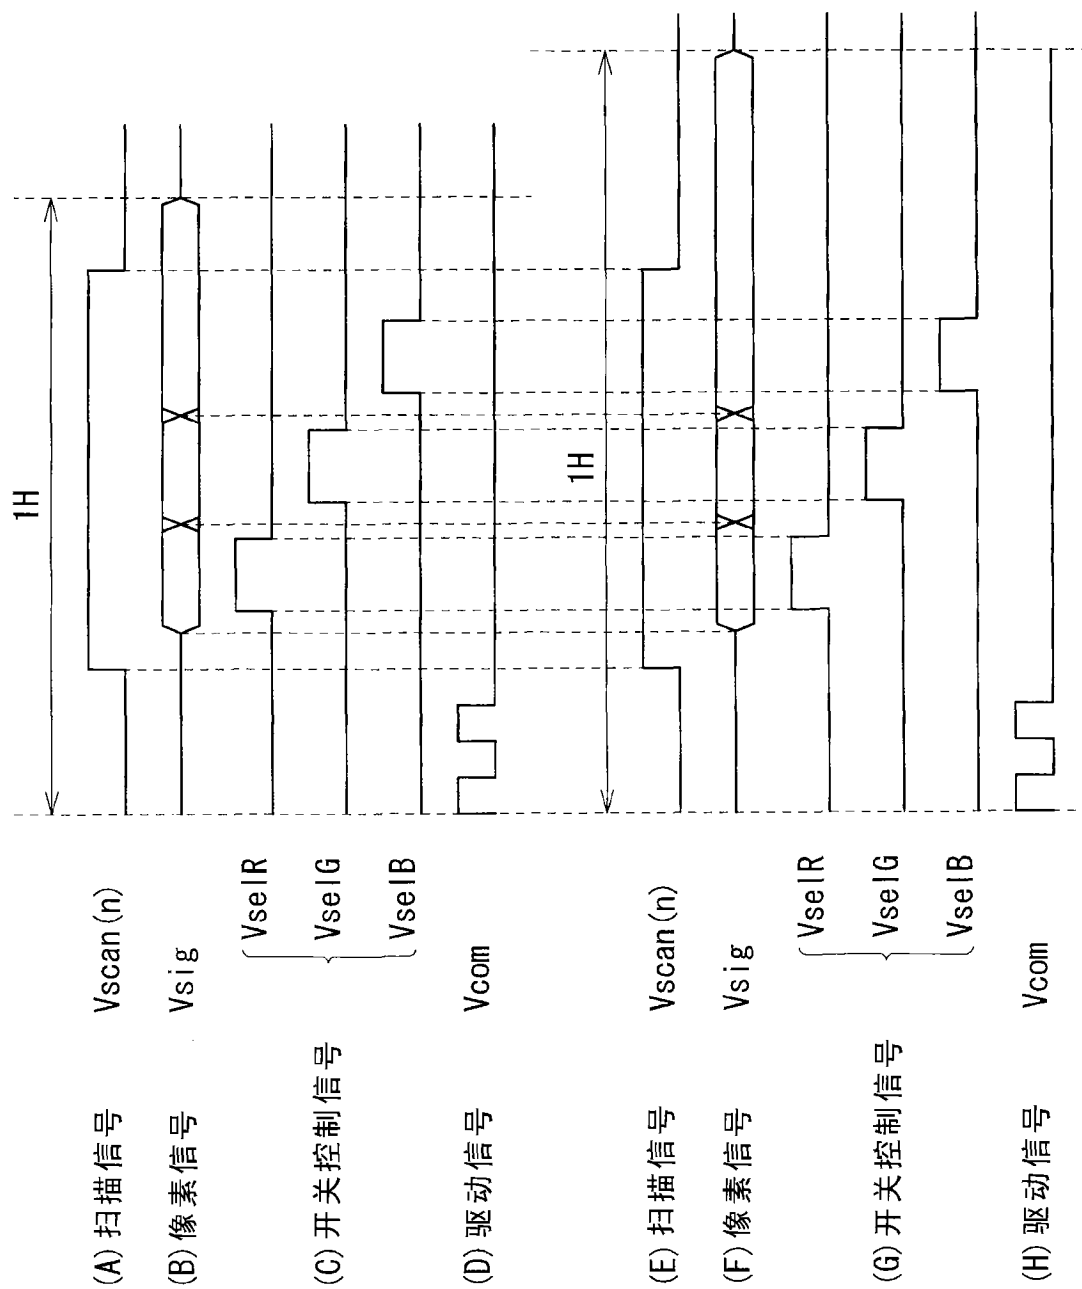 1H
(A) 扫描信号 Vscan(n)
(B) 像素信号 Vsig
(C) 开关控制信号 VselR
VselG
VselB
(D) 驱动信号 Vcom
1H
(E) 扫描信号 Vscan(n)
(F) 像素信号 Vsig
(G) 开关控制信号 VselR
VselG
VselB
(H) 驱动信号 Vcom